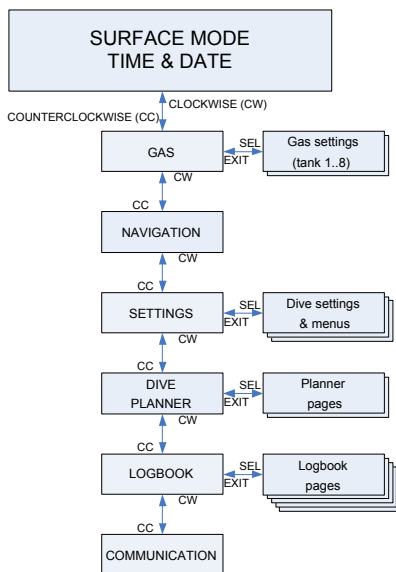 SURFACE MODE
TIME & DATE
CLOCKWISE (CW)
COUNTERCLOCKWISE (CC)
GAS
SEL
EXIT
Gas settings
(tank 1..8)
CW
CC
NAVIGATION
CW
CC
SETTINGS
SEL
EXIT
Dive settings
& menus
CW
CC
DIVE
PLANNER
SEL
EXIT
Planner
pages
CW
CC
LOGBOOK
SEL
EXIT
Logbook
pages
CW
CC
COMMUNICATION